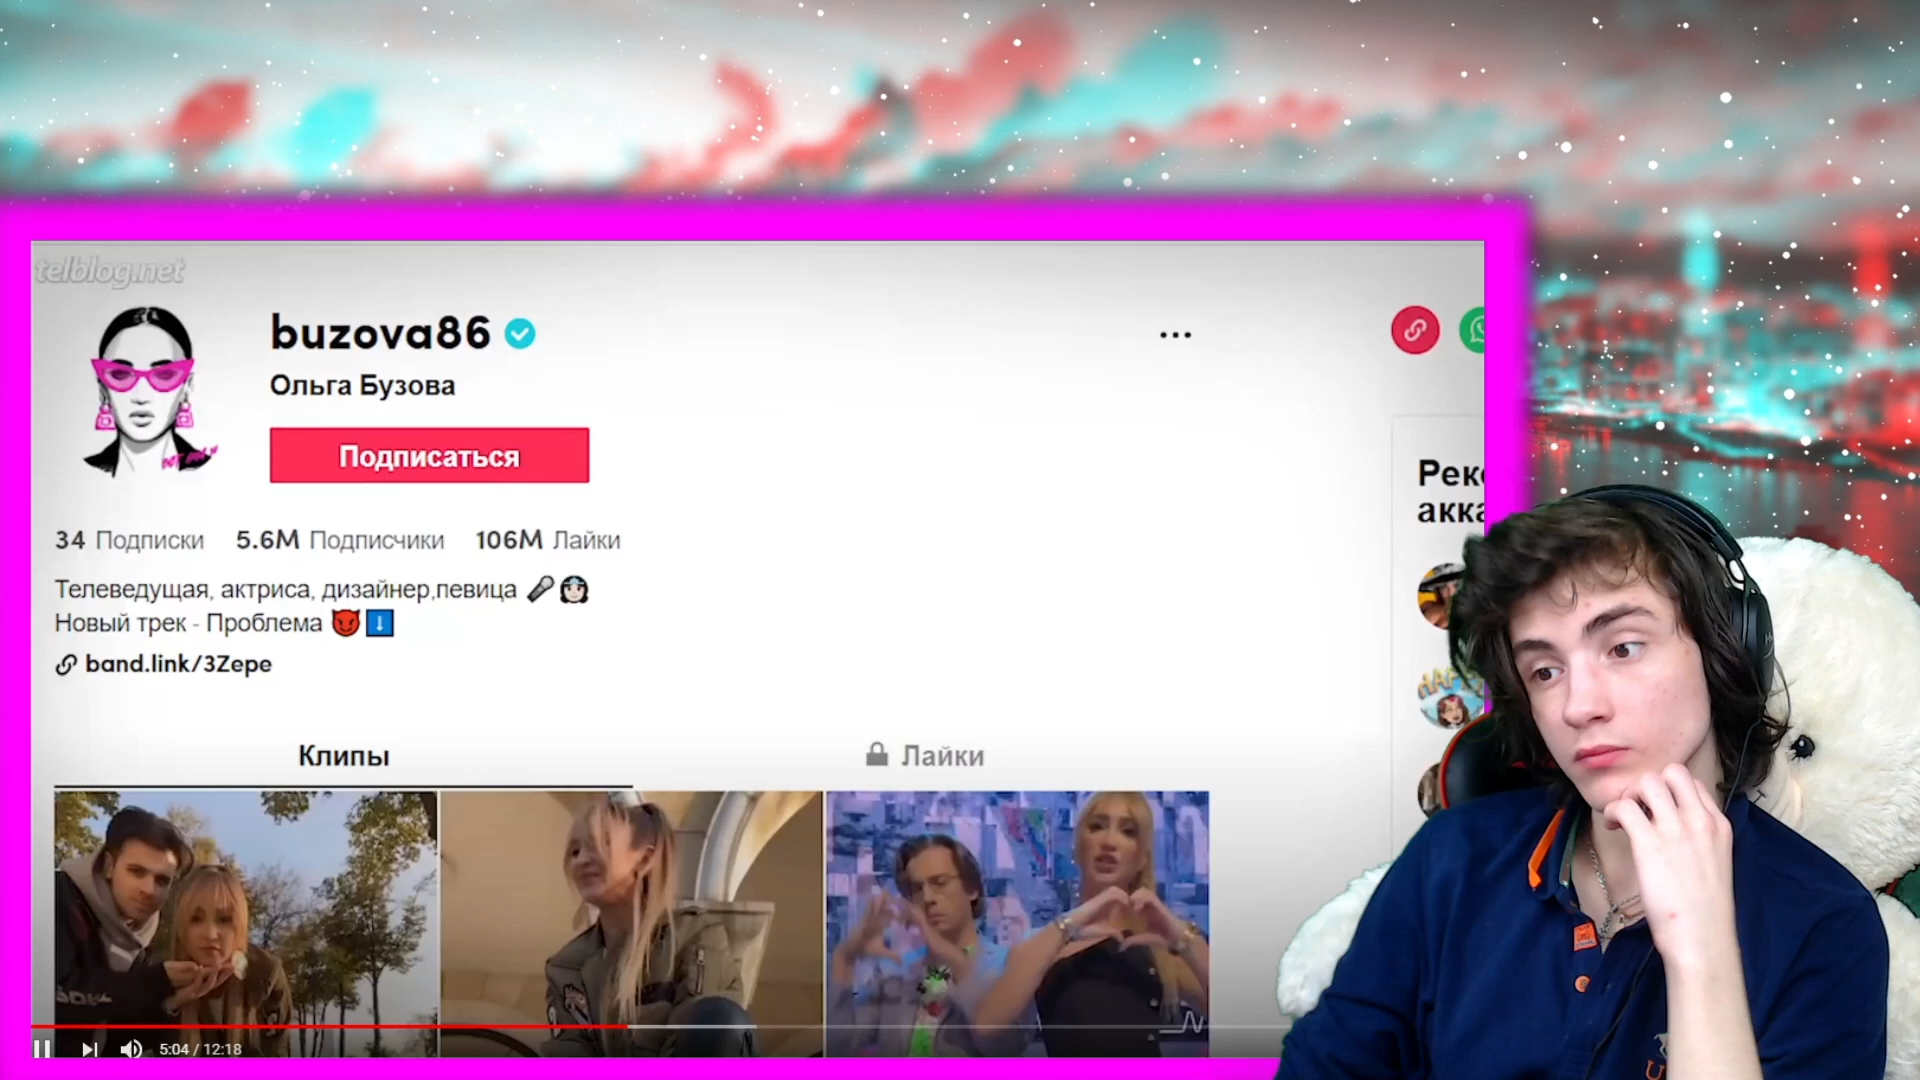 telblog.net
buzova86
Ольга Бузова
Подписаться
34 Подписки 5.6M Подписчики 106M Лайки
Телеведущая, актриса, дизайнер,певица
Новый трек - Проблема
band.link/3Zepe
Клипы
Лайки
5:04 / 12:18